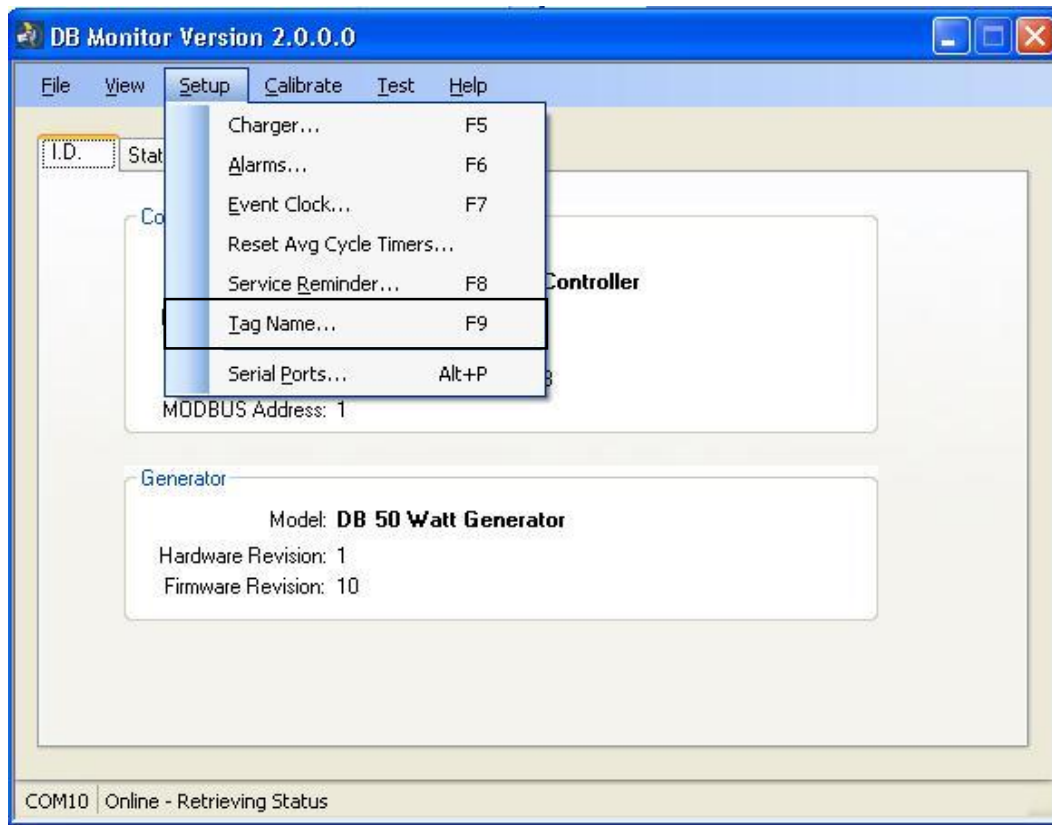 DB Monitor Version 2.0.0.0
File View Setup Calibrate Test Help
Charger... F5
I.D. Stat
Alarms... F6
Co
Event Clock... F7
Reset Avg Cycle Timers...
Service Reminder... F8
Controller
Tag Name... F9
Serial Ports... Alt+P
MODBUS Address: 1
Generator
Model: DB 50 Watt Generator
Hardware Revision: 1
Firmware Revision: 10
COM10 Online - Retrieving Status